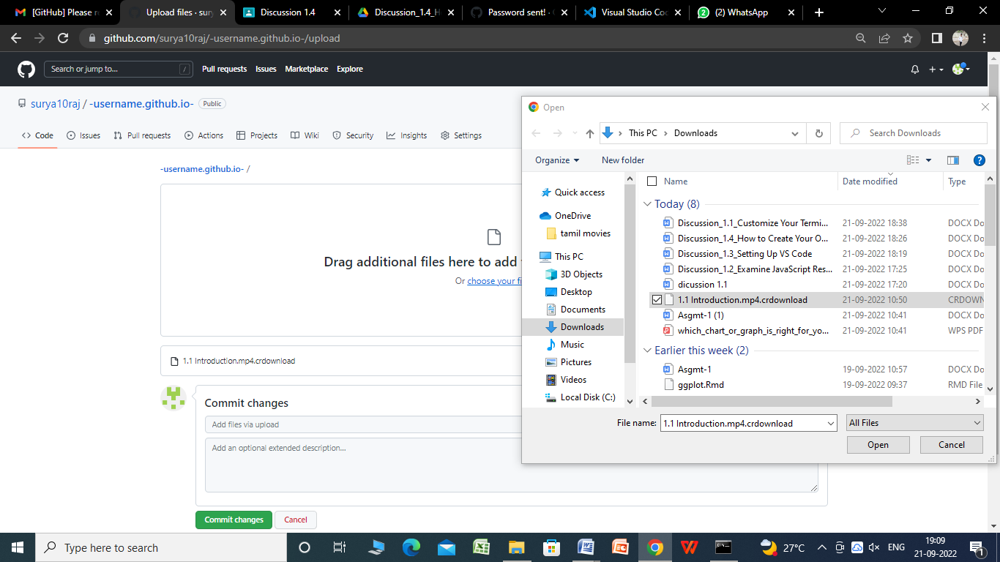 [GitHub] Please re
Upload files · sury
Discussion 1.4
Discussion_1.4_H
Password sent! ·
Visual Studio Co
(2) WhatsApp
github.com/surya10raj/-username.github.io-/upload
Search or jump to...
/
Pull requests
Issues
Marketplace
Explore
surya10raj / -username.github.io-
Public
Code
Issues
Pull requests
Actions
Projects
Wiki
Security
Insights
Settings
-username.github.io- /
Drag additional files here to add
Or choose your fi
1.1 Introduction.mp4.crdownload
Commit changes
Add files via upload
Add an optional extended description...
Commit changes
Cancel
Open
This PC
Downloads
Search Downloads
Organize
New folder
Quick access
OneDrive
tamil movies
This PC
3D Objects
Desktop
Documents
Downloads
Music
Pictures
Videos
Local Disk (C:)
Name
Date modified
Type
Today (8)
Discussion_1.1_Customize Your Termi... 21-09-2022 18:38 DOCX Do
Discussion_1.4_How to Create Your O... 21-09-2022 18:26 DOCX Do
Discussion_1.3_Setting Up VS Code 21-09-2022 18:19 DOCX Do
Discussion_1.2_Examine JavaScript Res... 21-09-2022 17:25 DOCX Do
dicussion 1.1 21-09-2022 17:20 DOCX Do
1.1 Introduction.mp4.crdownload 21-09-2022 10:50 CRDOWN
Asgmt-1 (1) 21-09-2022 10:41 DOCX Do
which_chart_or_graph_is_right_for_yo... 21-09-2022 10:41 WPS PDF
Earlier this week (2)
Asgmt-1 19-09-2022 10:57 DOCX Do
ggplot.Rmd 19-09-2022 09:37 RMD File
File name:
1.1 Introduction.mp4.crdownload
All Files
Open
Cancel
Type here to search
27°C
ENG
19:09
21-09-2022
1